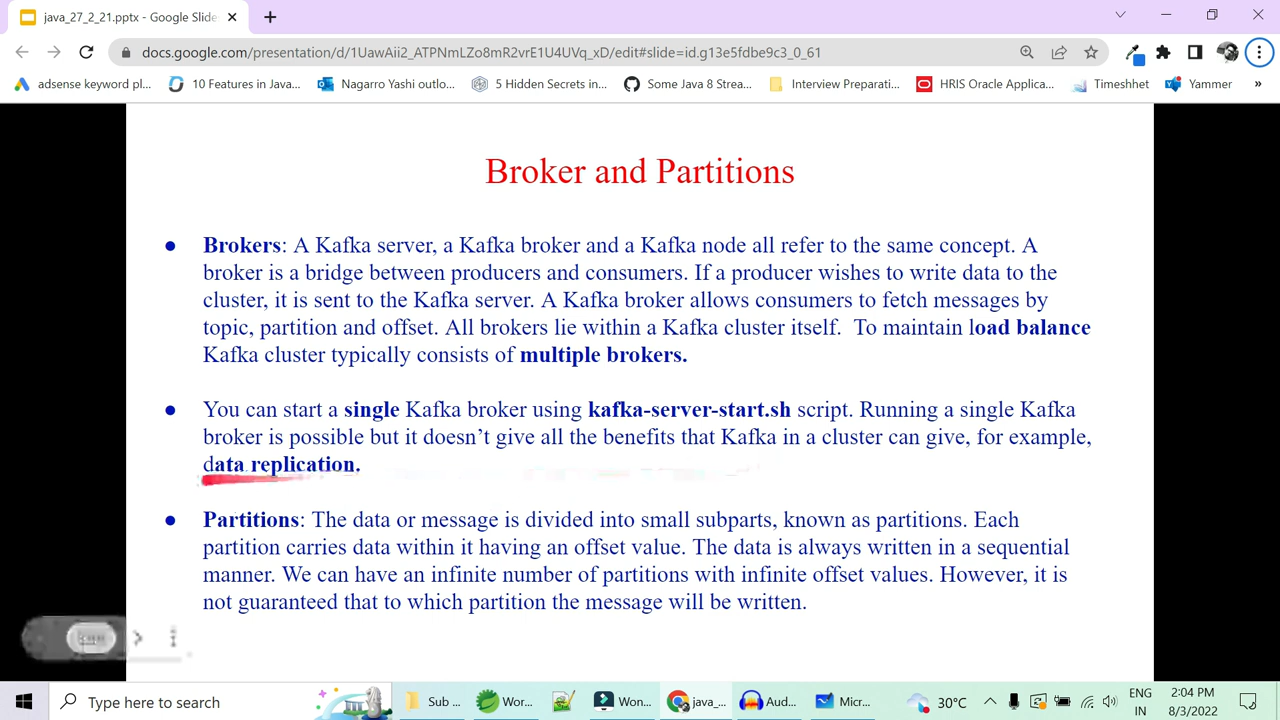 java_27_2_21.pptx - Google Slide
docs.google.com/presentation/d/1UawAii2_ATPNmLZo8mR2vrE1U4UVq_xD/edit#slide=id.g13e5fdbe9c3_0_61
adsense keyword pl... 10 Features in Java... Nagarro Yashi outlo... 5 Hidden Secrets in... Some Java 8 Strea... Interview Preparati... HRIS Oracle Applica... Timeshhet Yammer »
Broker and Partitions
● Brokers: A Kafka server, a Kafka broker and a Kafka node all refer to the same concept. A
broker is a bridge between producers and consumers. If a producer wishes to write data to the
cluster, it is sent to the Kafka server. A Kafka broker allows consumers to fetch messages by
topic, partition and offset. All brokers lie within a Kafka cluster itself. To maintain load balance
Kafka cluster typically consists of multiple brokers.
● You can start a single Kafka broker using kafka-server-start.sh script. Running a single Kafka
broker is possible but it doesn't give all the benefits that Kafka in a cluster can give, for example,
data replication.
● Partitions: The data or message is divided into small subparts, known as partitions. Each
partition carries data within it having an offset value. The data is always written in a sequential
manner. We can have an infinite number of partitions with infinite offset values. However, it is
not guaranteed that to which partition the message will be written.
Type here to search Sub ... Wor... Won... java_... Aud... Micr... 30°C ENG 2:04 PM
IN 8/3/2022